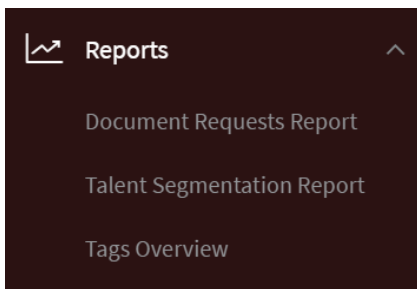 Reports
Document Requests Report
Talent Segmentation Report
Tags Overview